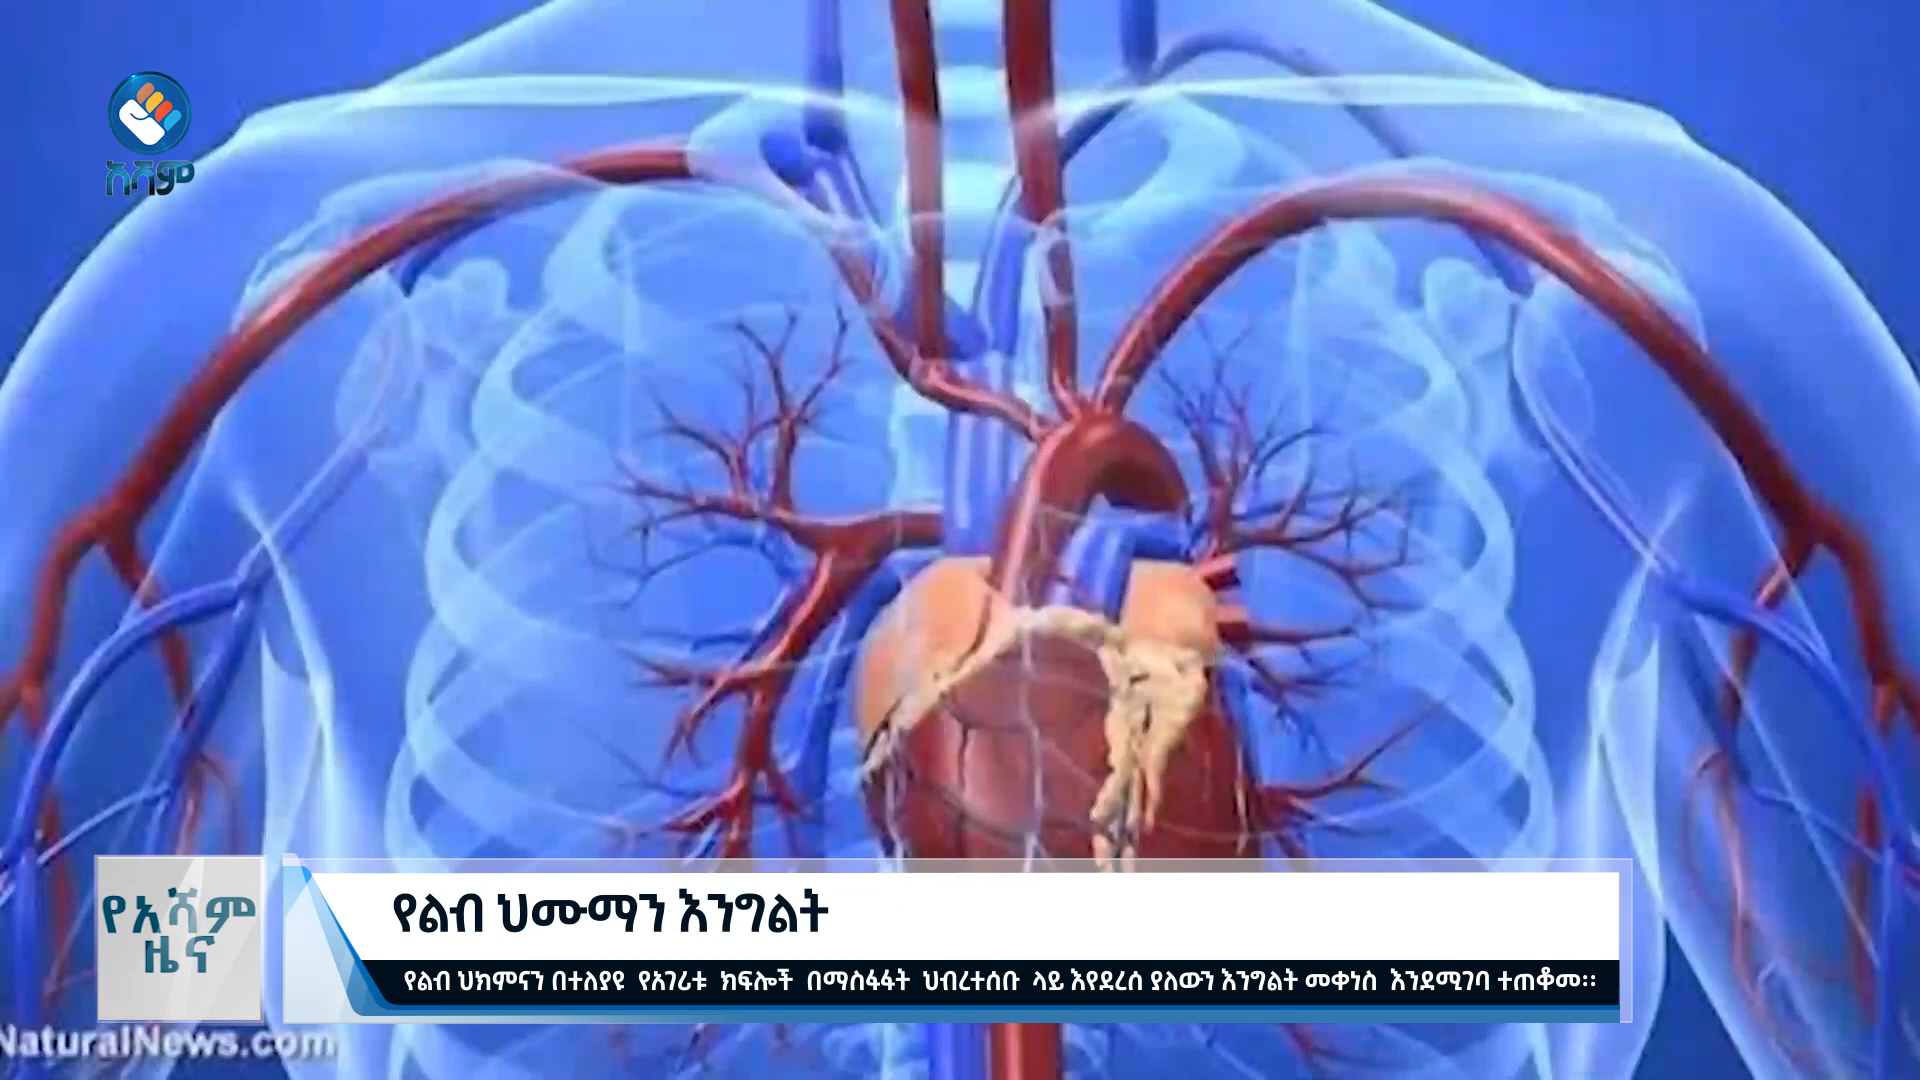 አሻም
የአሻም
ዜና
የልብ ህሙማን እንግልት
የልብ ህክምናን በተለያዩ የአገሪቱ ክፍሎች በማስፋፋት ህብረተሰቡ ላይ እየደረሰ ያለውን እንግልት መቀነስ እንደሚገባ ተጠቆመ፡፡
NaturalNews.com